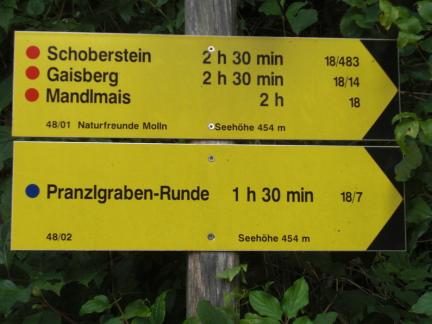 Schoberstein 2 h 30 min 18/483
Gaisberg 2 h 30 min 18/14
Mandlmais 2 h 18
48/01 Naturfreunde Molln Seehöhe 454 m
Pranzlgraben-Runde 1 h 30 min 18/7
48/02 Seehöhe 454 m